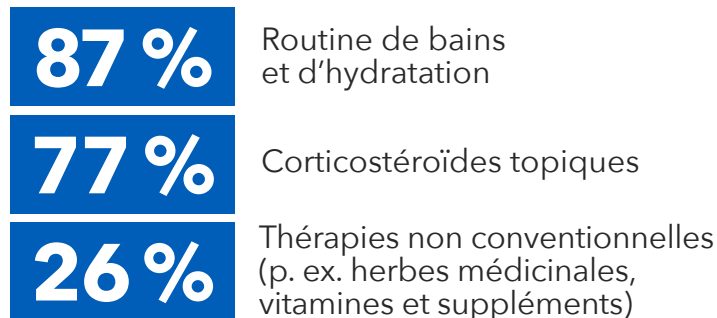 87 %
Routine de bains
et d'hydratation
77 %
Corticostéroïdes topiques
26 %
Thérapies non conventionnelles
(p. ex. herbes médicinales,
vitamines et suppléments)